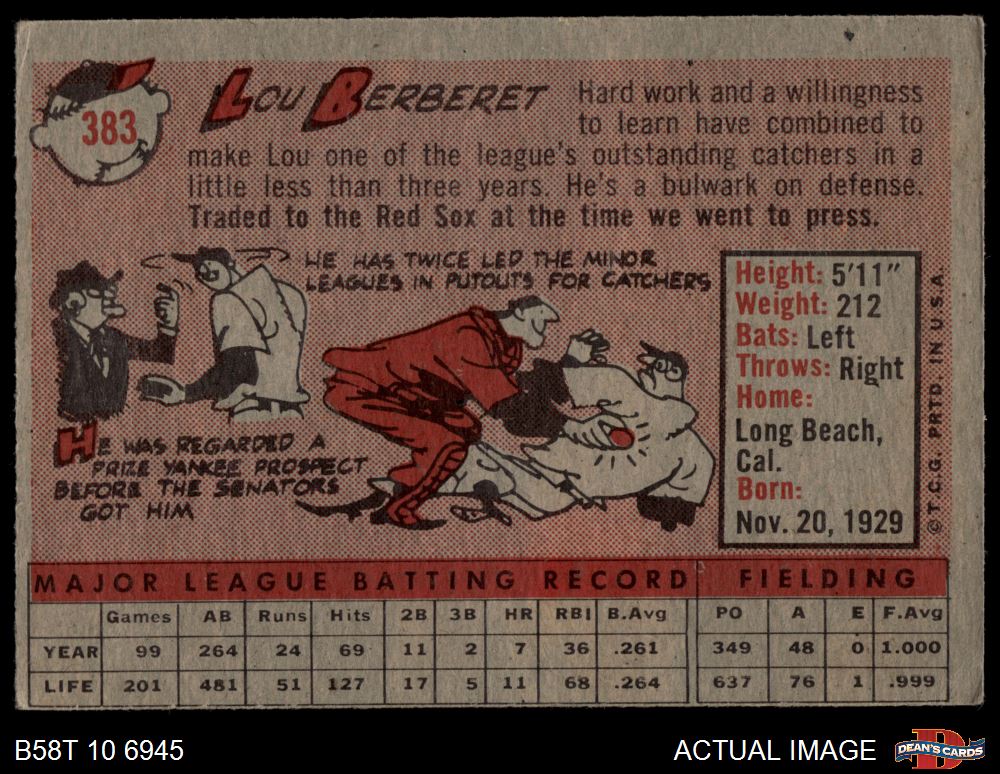 383
LOU BERBERET
Hard work and a willingness
to learn have combined to
make Lou one of the league's outstanding catchers in a
little less than three years. He's a bulwark on defense.
Traded to the Red Sox at the time we went to press.
HE HAS TWICE LED THE MINOR
LEAGUES IN PUTOUTS FOR CATCHERS
HE WAS REGARDED A
PRIZE YANKEE PROSPECT
BEFORE THE SENATORS
GOT HIM
Height: 5'11"
Weight: 212
Bats: Left
Throws: Right
Home:
Long Beach,
Cal.
Born:
Nov. 20, 1929
©T.C.G. PRTD. IN U.S.A.
MAJOR LEAGUE BATTING RECORD FIELDING
Games AB Runs Hits 2B 3B HR RBI B.Avg PO A E F.Avg
YEAR 99 264 24 69 11 2 7 36 .261 349 48 0 1.000
LIFE 201 481 51 127 17 5 11 68 .264 637 76 1 .999
B58T 10 6945
ACTUAL IMAGE
D
DEAN'S CARDS